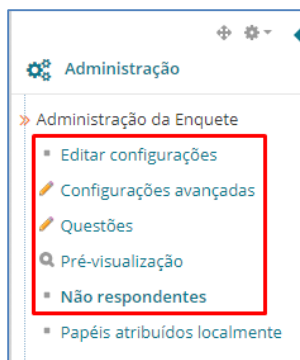 Administração
Administração da Enquete
Editar configurações
Configurações avançadas
Questões
Pré-visualização
Não respondentes
Papéis atribuídos localmente